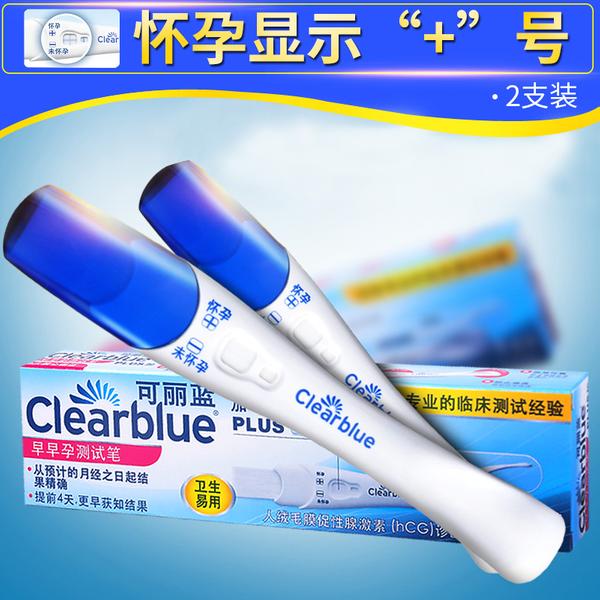 怀孕
未怀孕
Clearb
怀孕显示“+”号
·2支装
怀孕
未怀孕
Clearblue
怀孕
未怀孕
Clearblue
可丽蓝
Clearblue
PLUS
早早孕测试笔
·从预计的月经之日起结
果精确
·提前4天,更早获知结果
卫生
易用
专业的临床测试经验
Clearb
人绒毛膜促性腺激素(hCG)诊